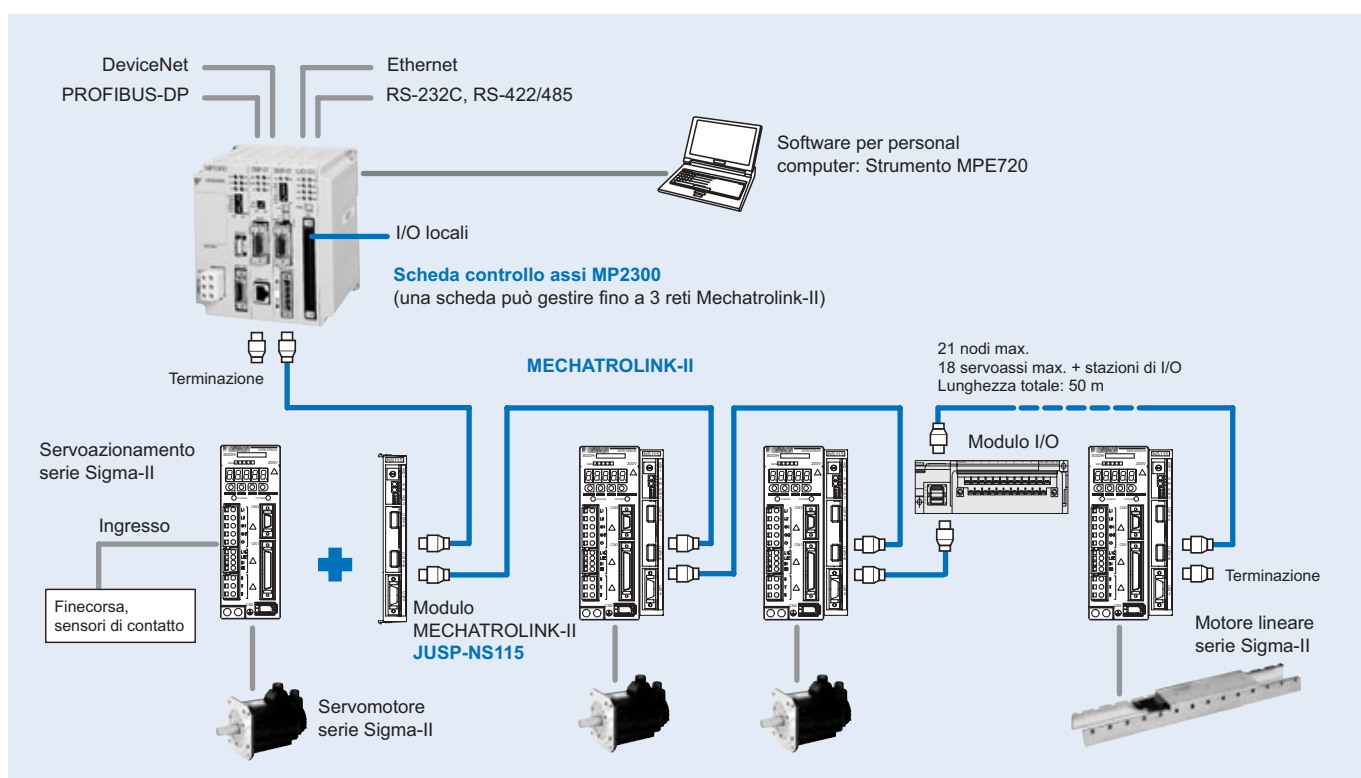 DeviceNet
PROFIBUS-DP
Ethernet
RS-232C, RS-422/485
Software per personal
computer: Strumento MPE720
I/O locali
Scheda controllo assi MP2300
(una scheda può gestire fino a 3 reti Mechatrolink-II)
Terminazione
MECHATROLINK-II
21 nodi max.
18 servoassi max. + stazioni di I/O
Lunghezza totale: 50 m
Servoazionamento
serie Sigma-II
Modulo I/O
Ingresso
Finecorsa,
sensori di contatto
Modulo
MECHATROLINK-II
JUSP-NS115
Terminazione
Motore lineare
serie Sigma-II
Servomotore
serie Sigma-II